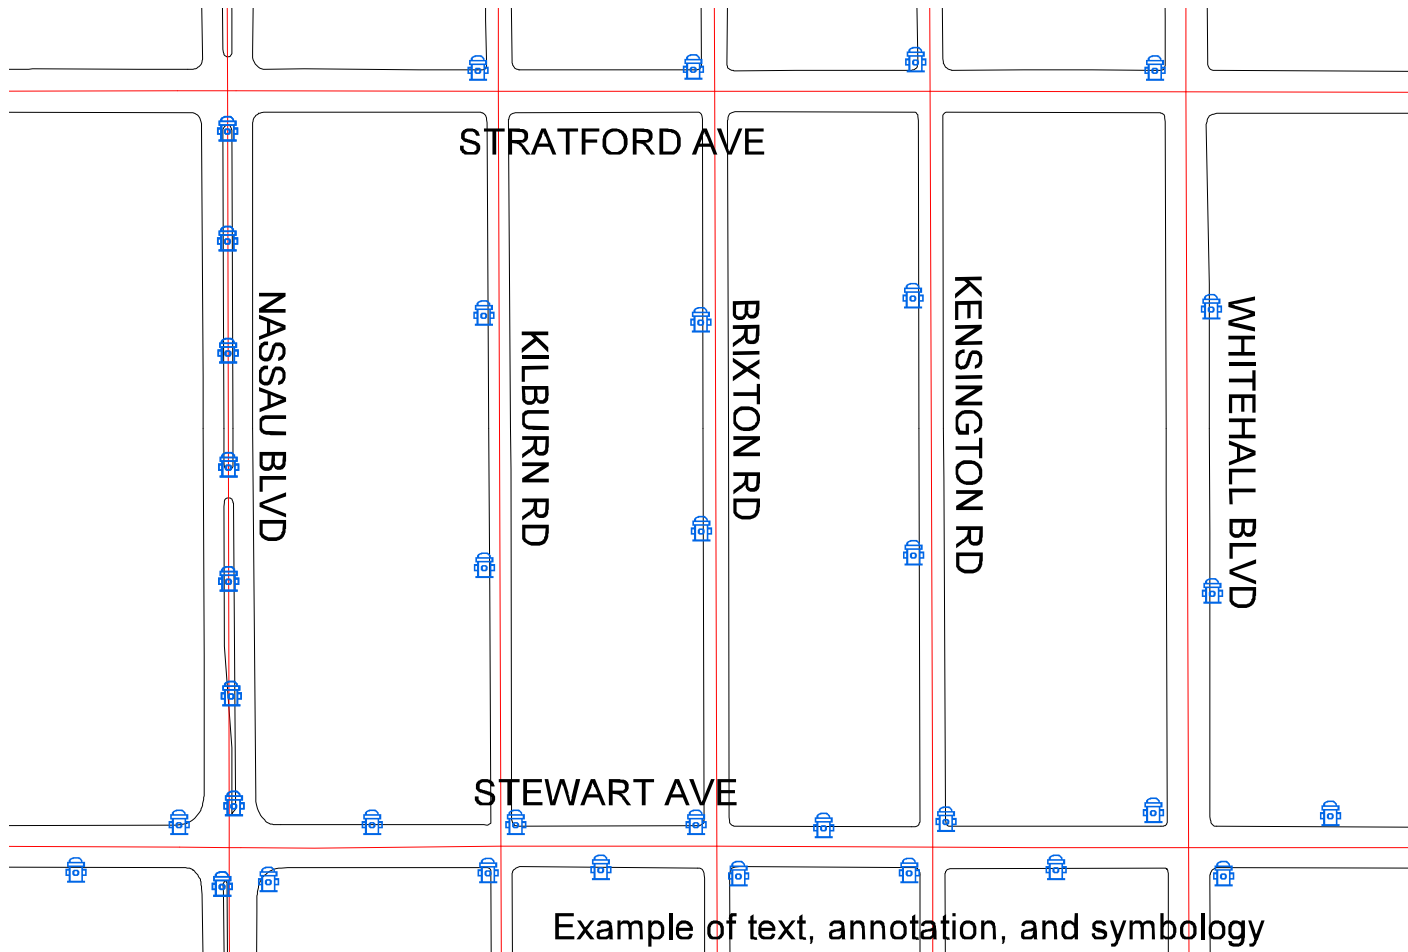 STRATFORD AVE
NASSAU BLVD
KILBURN RD
BRIXTON RD
KENSINGTON RD
WHITEHALL BLVD
STEWART AVE
Example of text, annotation, and symbology